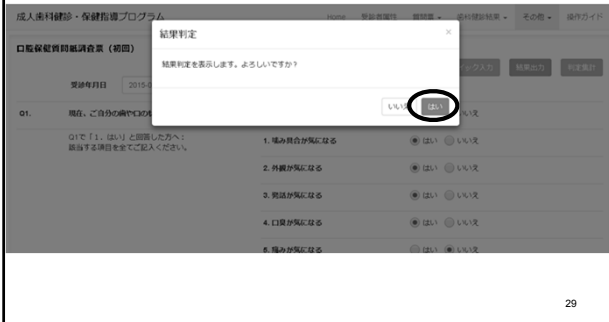 成人歯科健診・保健指導プログラム
Home 受診者属性 質問票 歯科健診結果 その他 操作ガイド
結果判定
×
口腔保健質問紙調査票（初回）
結果判定を表示します。よろしいですか？
ック入力 結果出力 判定集計
受診年月日 2015-0
いいえ はい
Q1. 現在、ご自分の歯や口の いいえ
Q1で「1. はい」と回答した方へ：
該当する項目を全てご記入ください。
1. 噛み具合が気になる はい いいえ
2. 外観が気になる はい いいえ
3. 発話が気になる はい いいえ
4. 口臭が気になる はい いいえ
5. 痛みが気になる はい いいえ
29